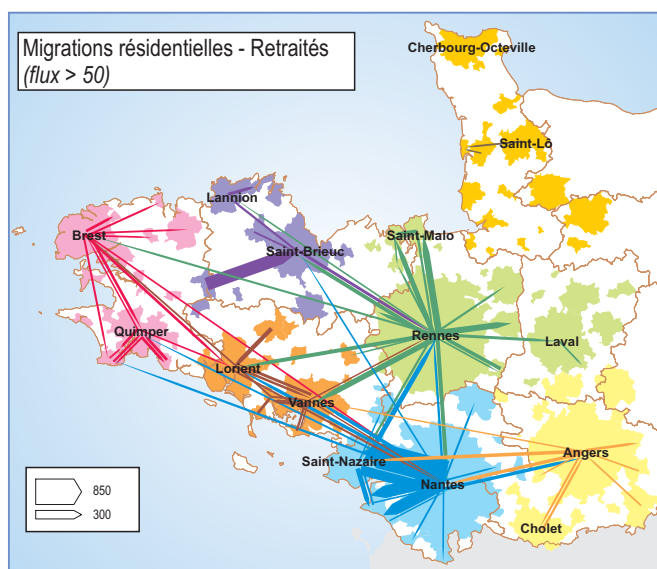 Migrations résidentielles - Retraités
(flux > 50)
Cherbourg-Octeville
Saint-Lô
Lannion
Brest
Saint-Brieuc
Saint-Malo
Quimper
Rennes
Laval
Lorient
Vannes
Saint-Nazaire
Angers
Nantes
Cholet
850
300